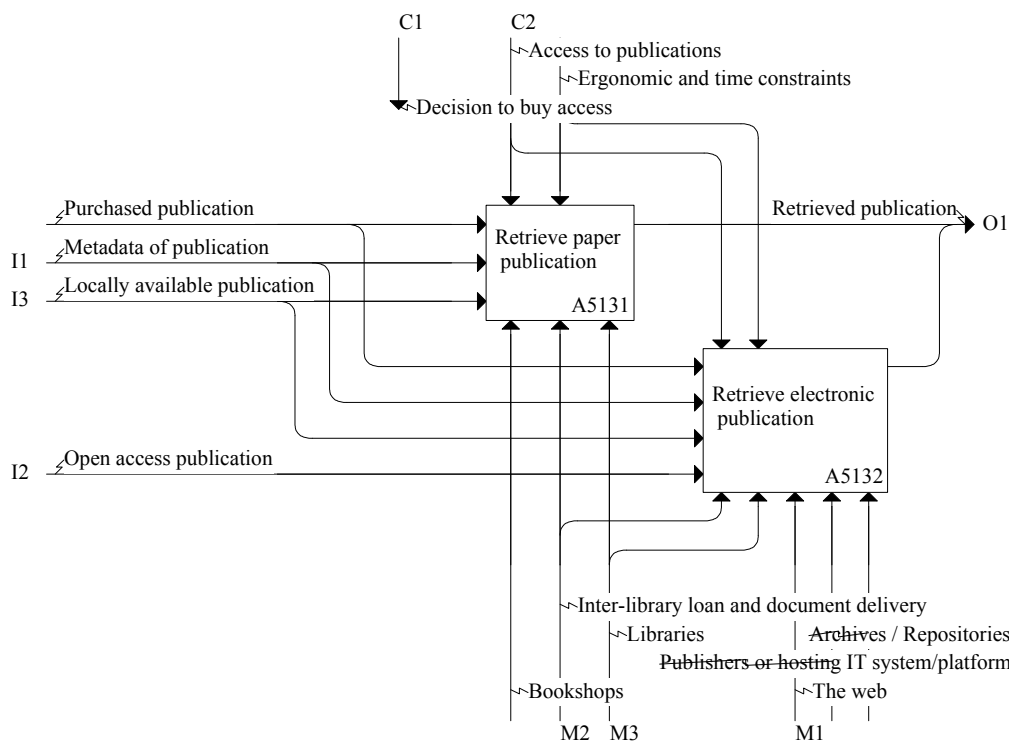 C1
C2
Access to publications
Ergonomic and time constraints
Decision to buy access
Purchased publication
Retrieved publication
O1
I1
Metadata of publication
Retrieve paper
publication
I3
Locally available publication
A5131
Retrieve electronic
publication
I2
Open access publication
A5132
Inter-library loan and document delivery
Libraries
Archives / Repositories
Publishers or hosting IT system/platform
Bookshops
The web
M2
M3
M1